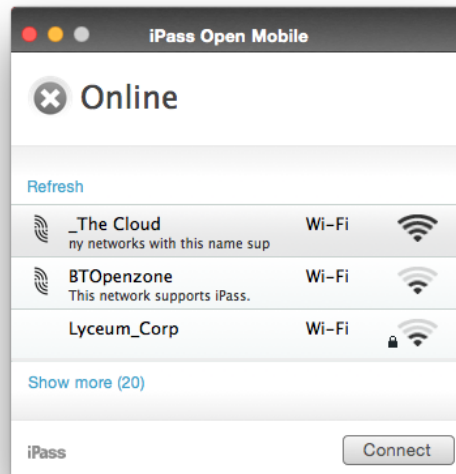 iPass Open Mobile
Online
Refresh
_The Cloud Wi-Fi
ny networks with this name sup
BTOpenzone Wi-Fi
This network supports iPass.
Lyceum_Corp Wi-Fi
Show more (20)
iPass Connect